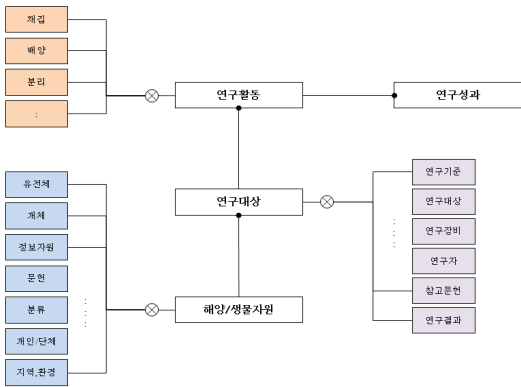 채집
배양
분리
:
연구활동
연구성과
유전체
개체
정보자원
문헌
분류
개인/단체
지역,환경
:
:
:
연구대상
해양/생물자원
연구기준
연구대상
연구장비
연구자
참고문헌
연구결과
:
:
: